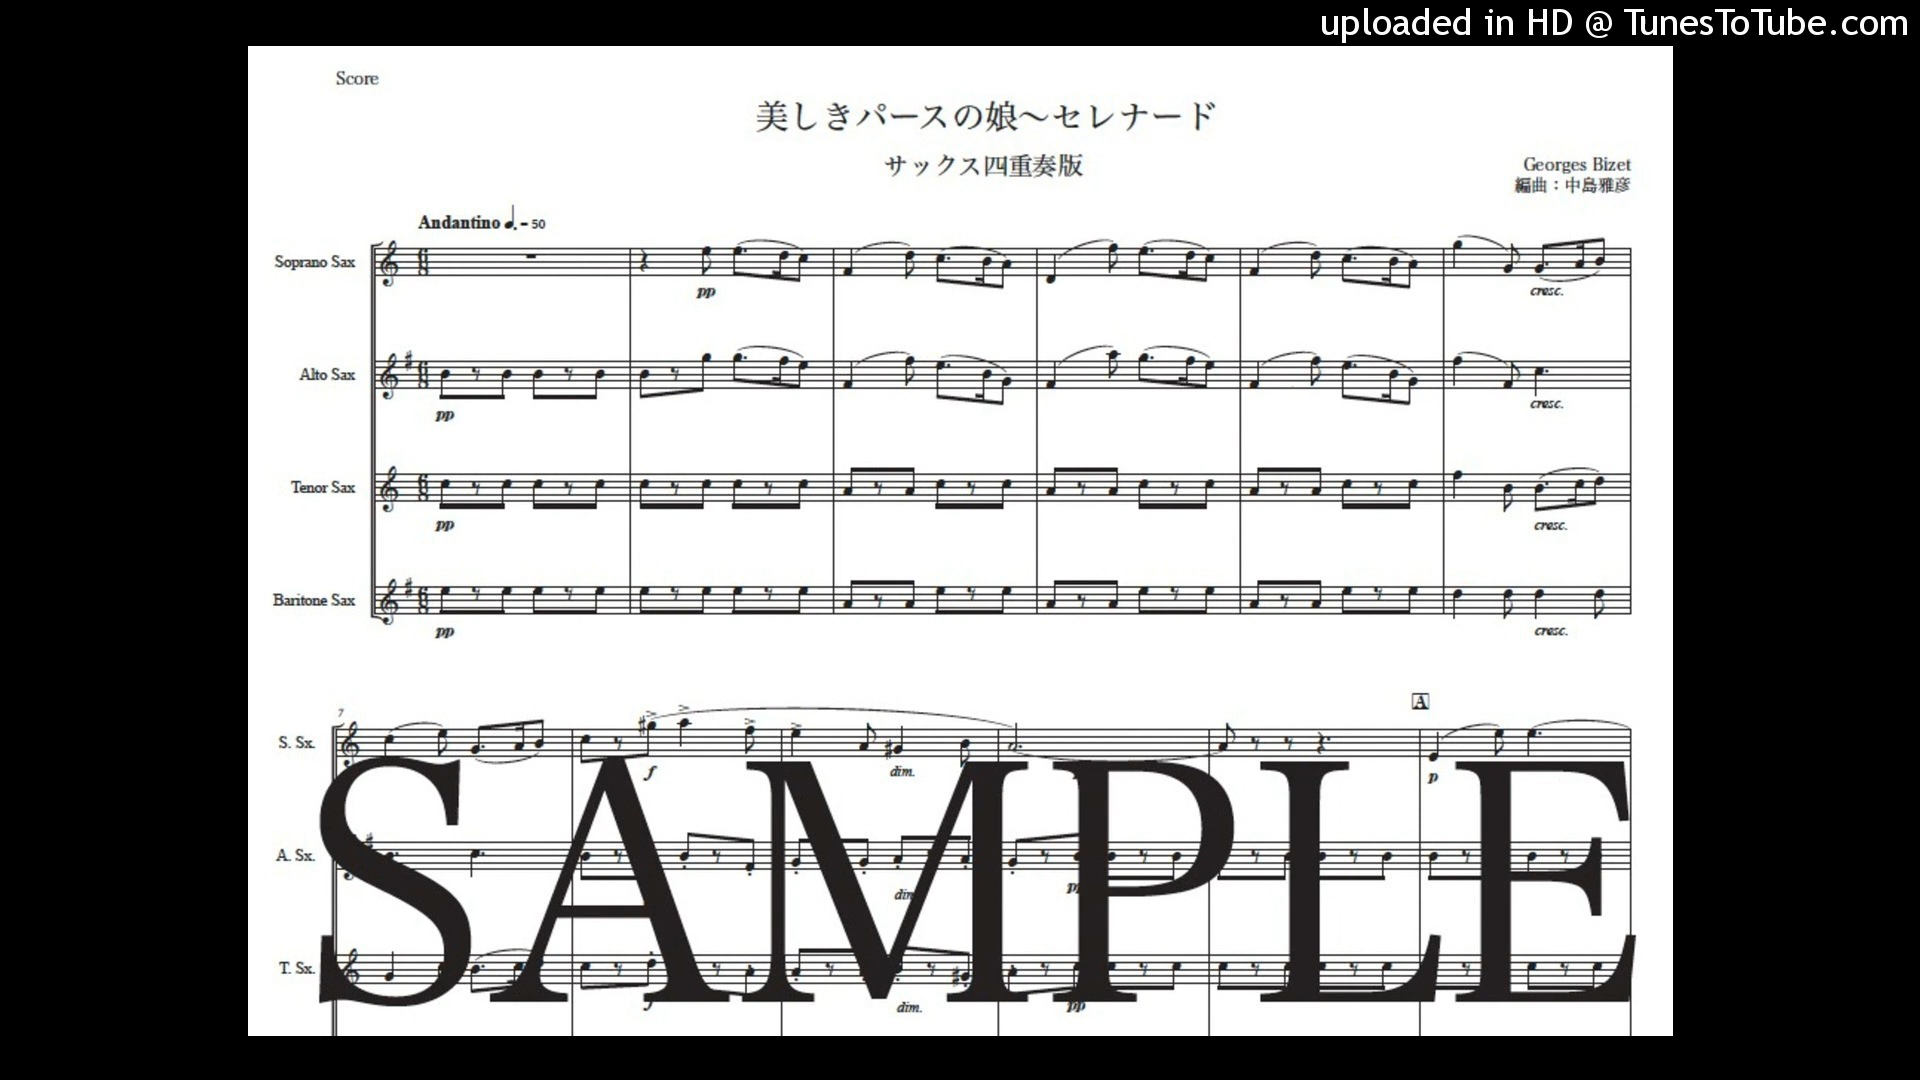 uploaded in HD @ TunesToTube.com
Score
美しきパースの娘～セレナード
サックス四重奏版
Georges Bizet
編曲：中島雅彦
Andantino ♩. = 50
Soprano Sax
pp
cresc.
Alto Sax
pp
cresc.
Tenor Sax
pp
cresc.
Baritone Sax
pp
cresc.
7
A
S. Sx.
f
dim.
p
SAMPLE
A. Sx.
dim.
pp
T. Sx.
f
dim.
pp